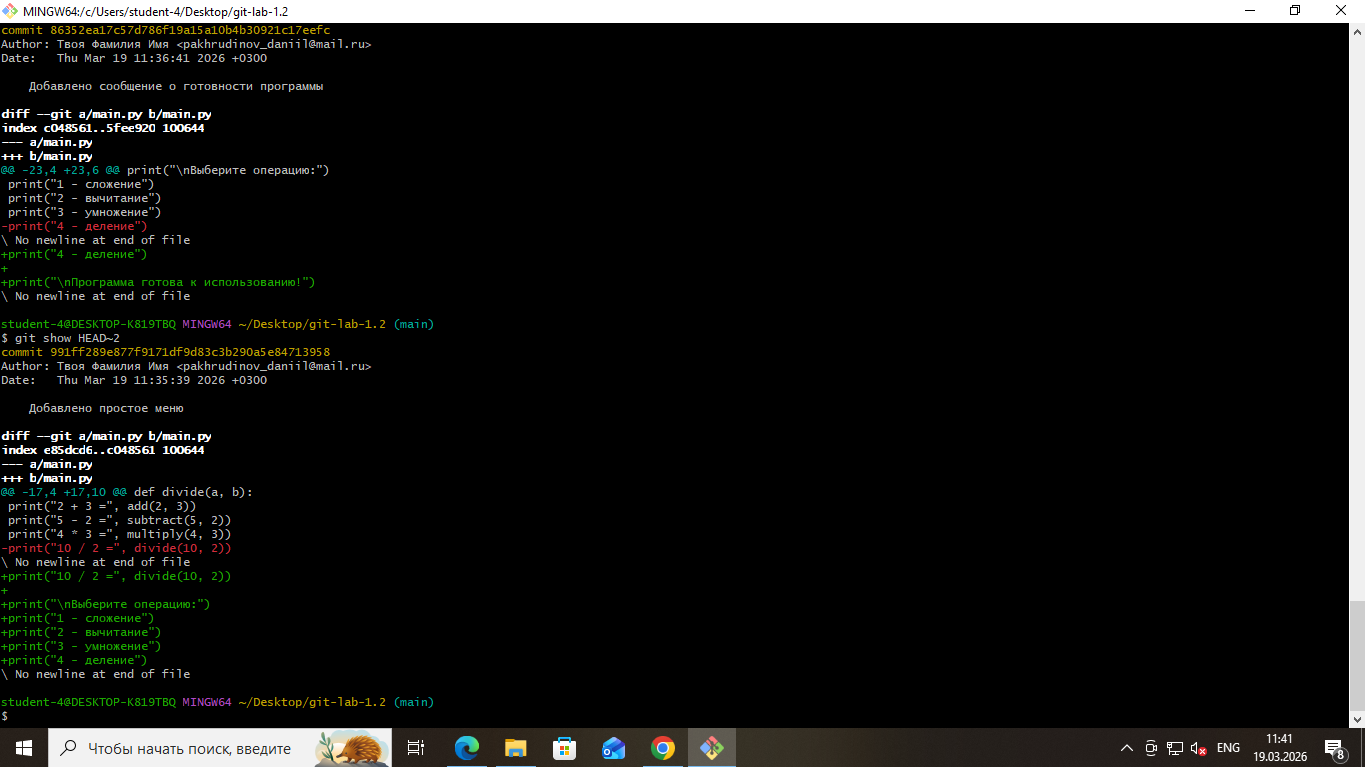 MINGW64:/c/Users/student-4/Desktop/git-lab-1.2
commit 86352ea17c57d786f19a15a10b4b30921c17eefc
Author: Твоя Фамилия Имя <pakhrudinov_daniil@mail.ru>
Date:   Thu Mar 19 11:36:41 2026 +0300
    Добавлено сообщение о готовности программы
diff --git a/main.py b/main.py
index c048561..5fee920 100644
--- a/main.py
+++ b/main.py
@@ -23,4 +23,6 @@ print("\nВыберите операцию:")
 print("1 - сложение")
 print("2 - вычитание")
 print("3 - умножение")
-print("4 - деление")
\ No newline at end of file
+print("4 - деление")
+
+print("\nПрограмма готова к использованию!")
\ No newline at end of file
student-4@DESKTOP-K819TBQ MINGW64 ~/Desktop/git-lab-1.2 (main)
$ git show HEAD~2
commit 991ff289e877f9171df9d83c3b290a5e84713958
Author: Твоя Фамилия Имя <pakhrudinov_daniil@mail.ru>
Date:   Thu Mar 19 11:35:39 2026 +0300
    Добавлено простое меню
diff --git a/main.py b/main.py
index e85dcd6..c048561 100644
--- a/main.py
+++ b/main.py
@@ -17,4 +17,10 @@ def divide(a, b):
 print("2 + 3 =", add(2, 3))
 print("5 - 2 =", subtract(5, 2))
 print("4 * 3 =", multiply(4, 3))
-print("10 / 2 =", divide(10, 2))
\ No newline at end of file
+print("10 / 2 =", divide(10, 2))
+
+print("\nВыберите операцию:")
+print("1 - сложение")
+print("2 - вычитание")
+print("3 - умножение")
+print("4 - деление")
\ No newline at end of file
student-4@DESKTOP-K819TBQ MINGW64 ~/Desktop/git-lab-1.2 (main)
$
Чтобы начать поиск, введите
ENG
11:41
19.03.2026
8